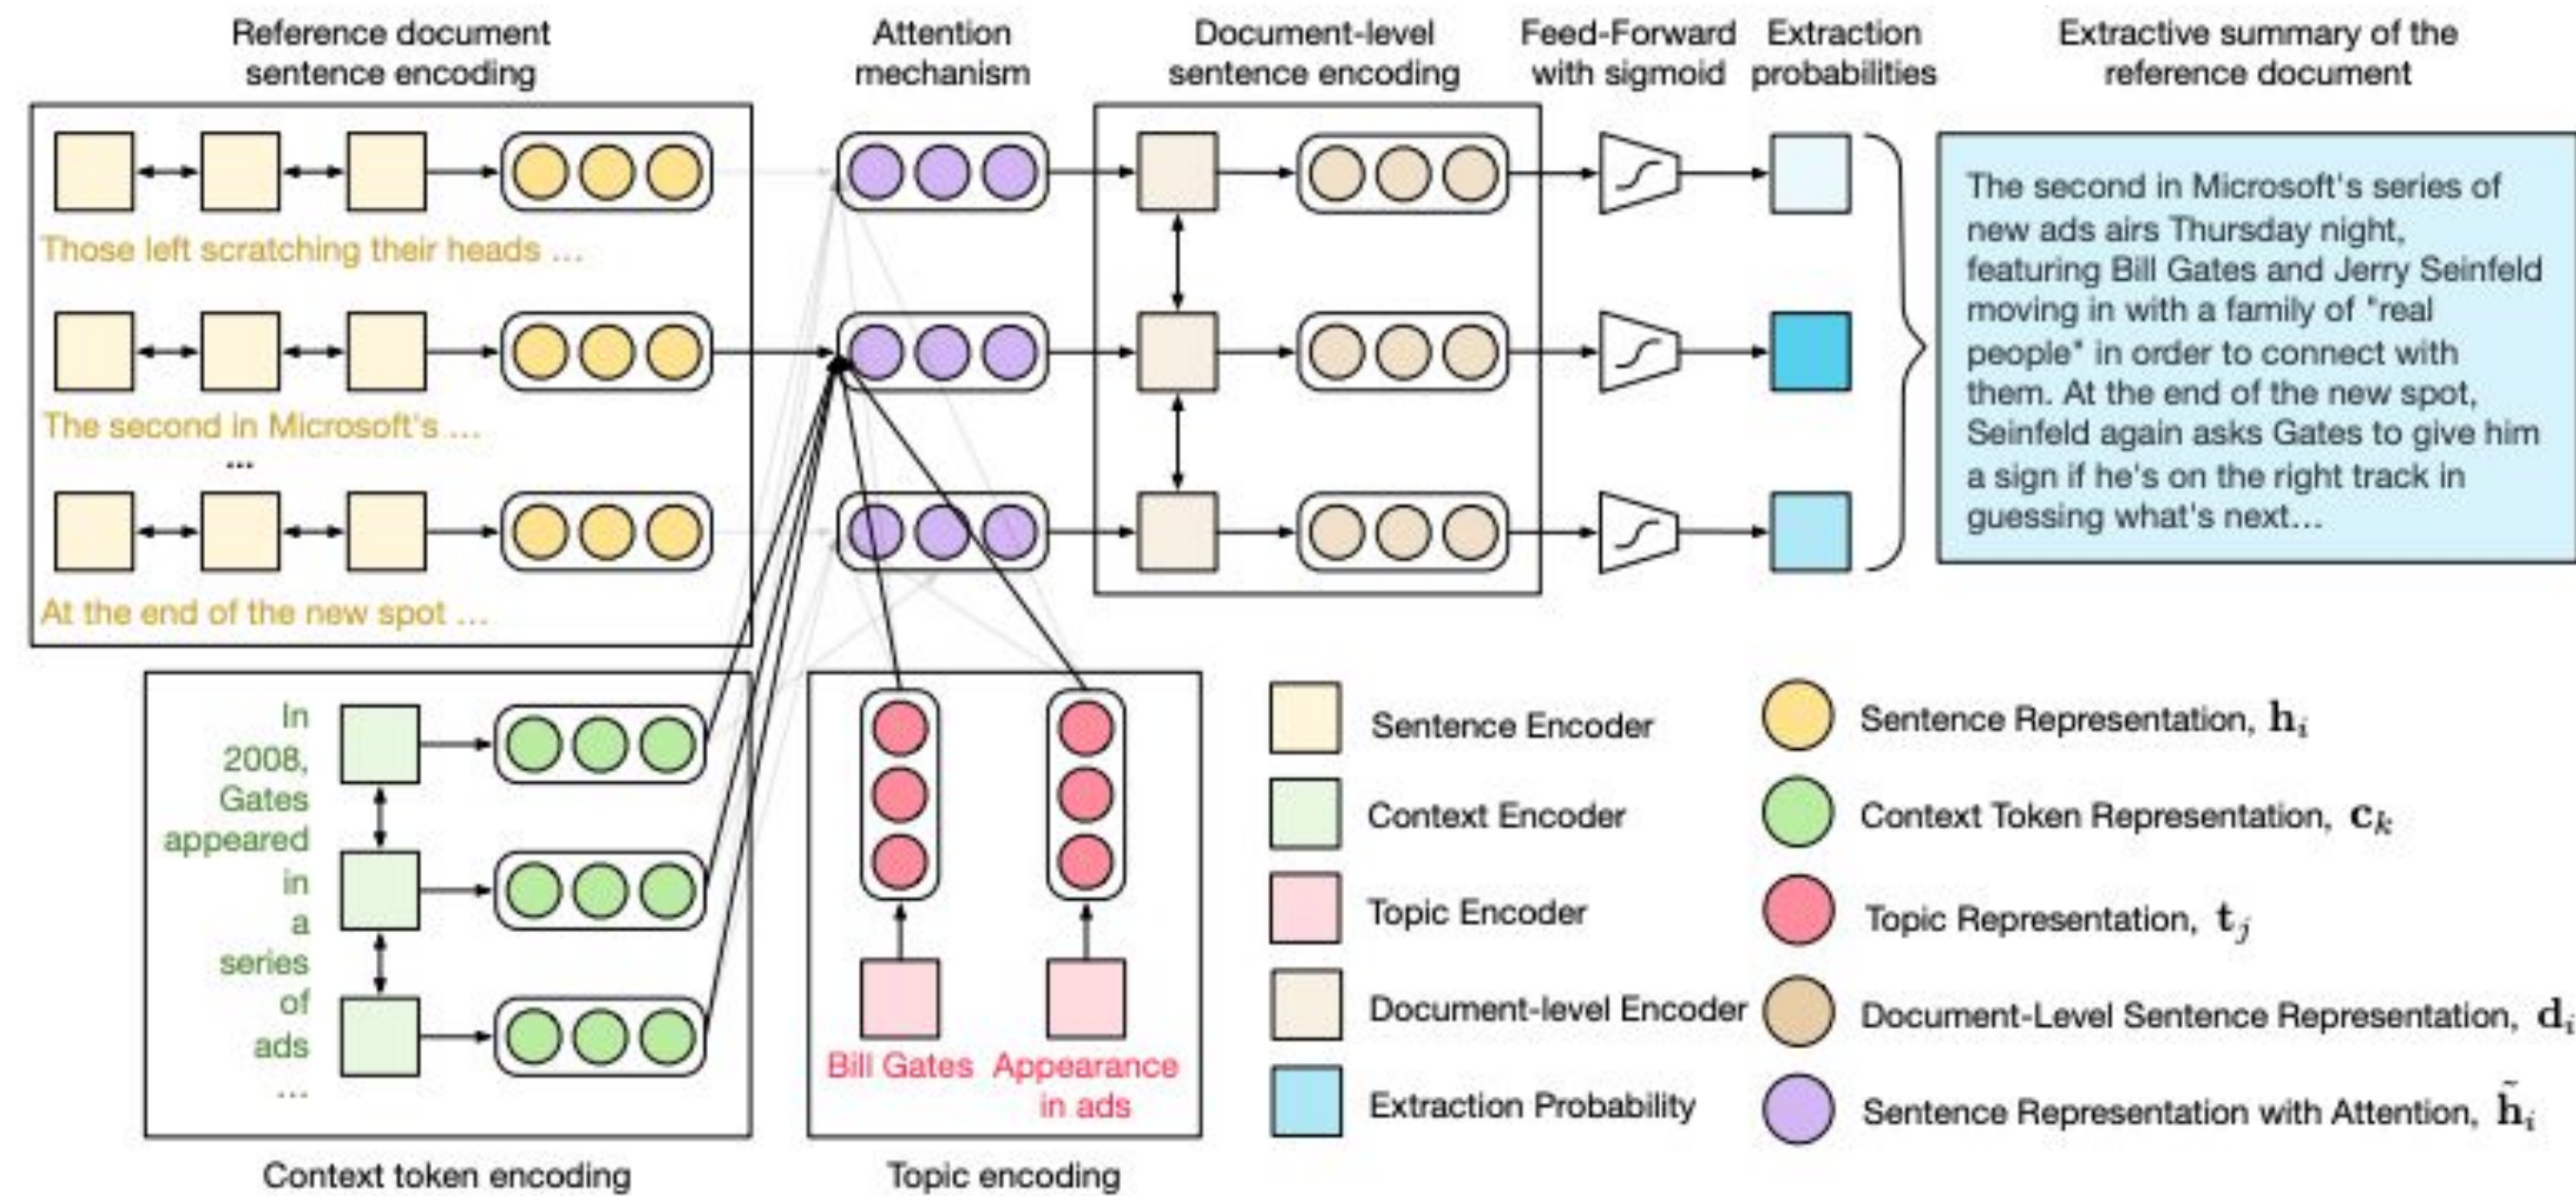 Reference document
sentence encoding
Attention
mechanism
Document-level
sentence encoding
Feed-Forward
with sigmoid
Extraction
probabilities
Extractive summary of the
reference document
Those left scratching their heads ...
The second in Microsoft's ...
...
At the end of the new spot ...
The second in Microsoft's series of
new ads airs Thursday night,
featuring Bill Gates and Jerry Seinfeld
moving in with a family of "real
people" in order to connect with
them. At the end of the new spot,
Seinfeld again asks Gates to give him
a sign if he's on the right track in
guessing what's next...
In
2008,
Gates
appeared
in
a
series
of
ads
...
Context token encoding
Bill Gates
Appearance
in ads
Topic encoding
Sentence Encoder
Context Encoder
Topic Encoder
Document-level Encoder
Extraction Probability
Sentence Representation, h_i
Context Token Representation, c_k
Topic Representation, t_j
Document-Level Sentence Representation, d_i
Sentence Representation with Attention, h̃_i